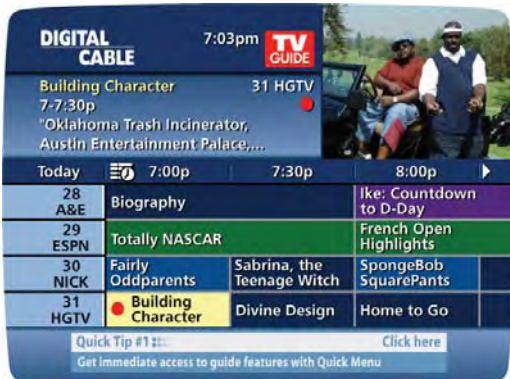 DIGITAL
CABLE
7:03pm
TV
GUIDE
Building Character
31 HGTV
7-7:30p
"Oklahoma Trash Incinerator,
Austin Entertainment Palace,...
Today 7:00p 7:30p 8:00p
28
A&E
Biography
Ike: Countdown
to D-Day
29
ESPN
Totally NASCAR
French Open
Highlights
30
NICK
Fairly
Oddparents
Sabrina, the
Teenage Witch
SpongeBob
SquarePants
31
HGTV
Building
Character
Divine Design
Home to Go
Quick Tip #1
Click here
Get immediate access to guide features with Quick Menu